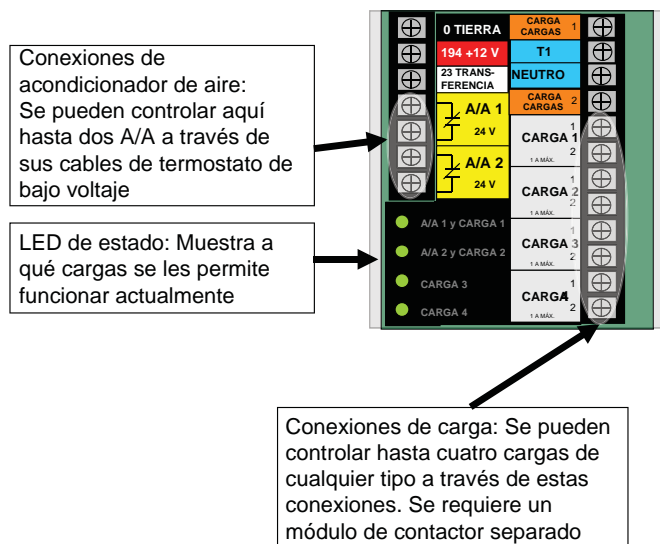 Conexiones de
acondicionador de aire:
Se pueden controlar aquí
hasta dos A/A a través de
sus cables de termostato de
bajo voltaje
LED de estado: Muestra a
qué cargas se les permite
funcionar actualmente
0 TIERRA
194 +12 V
23 TRANS-
FERENCIA
A/A 1
24 V
A/A 2
24 V
A/A 1 y CARGA 1
A/A 2 y CARGA 2
CARGA 3
CARGA 4
CARGA
CARGAS 1
T1
NEUTRO
CARGA
CARGAS 2
1
CARGA 1
2
1 A MÁX.
1
CARGA 2
2
1 A MÁX.
1
CARGA 3
2
1 A MÁX.
1
CARGA 4
2
1 A MÁX.
Conexiones de carga: Se pueden
controlar hasta cuatro cargas de
cualquier tipo a través de estas
conexiones. Se requiere un
módulo de contactor separado